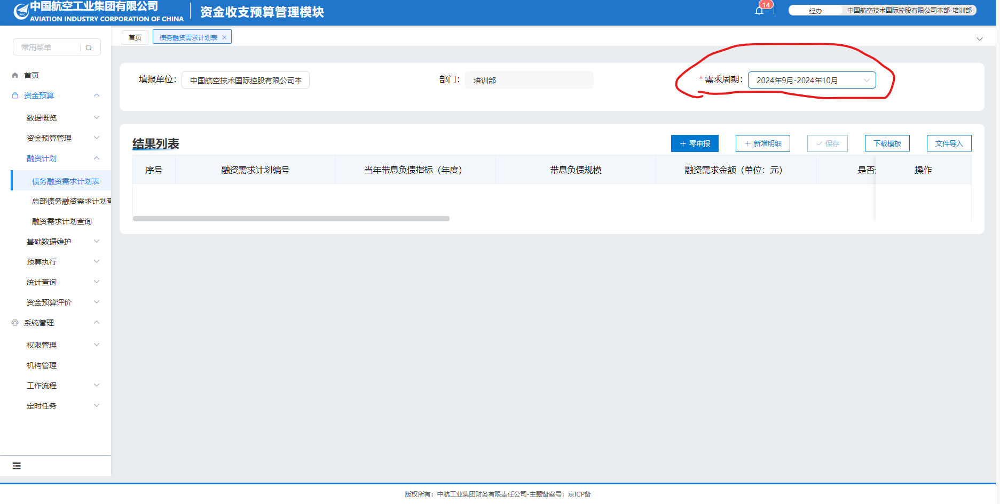 中国航空工业集团有限公司
AVIATION INDUSTRY CORPORATION OF CHINA
资金收支预算管理模块
14
经办
中国航空技术国际控股有限公司本部-培训部
常用菜单
首页
资金预算
数据概览
资金预算管理
融资计划
债务融资需求计划表
总部债务融资需求计划查
融资需求计划查询
基础数据维护
预算执行
统计查询
资金预算评价
系统管理
权限管理
机构管理
工作流程
定时任务
首页
债务融资需求计划表
填报单位： 中国航空技术国际控股有限公司本
部门： 培训部
* 需求周期： 2024年9月-2024年10月
结果列表
零申报 新增明细 保存 下载模板 文件导入
序号 融资需求计划编号 当年带息负债指标（年度） 带息负债规模 融资需求金额（单位：元） 是否 操作
版权所有：中航工业集团财务有限责任公司-主题备案号：京ICP备